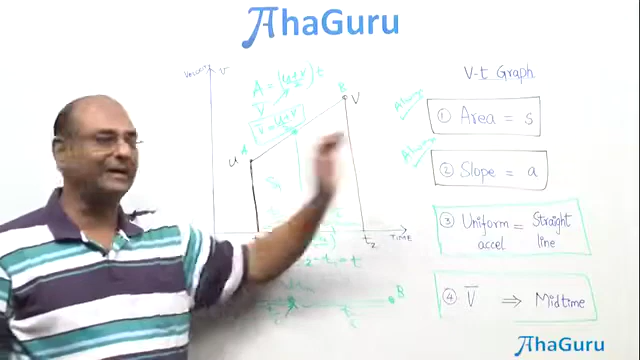 AhaGuru
Velocity V
A = (u+v/2) t
V̄ = u+v/2
B V
u A
t₂ TIME
= t
B
V-t Graph
Always
① Area = s
Always
② Slope = a
③ Uniform accel = Straight line
④ V̄ ⇒ Midtime
AhaGuru